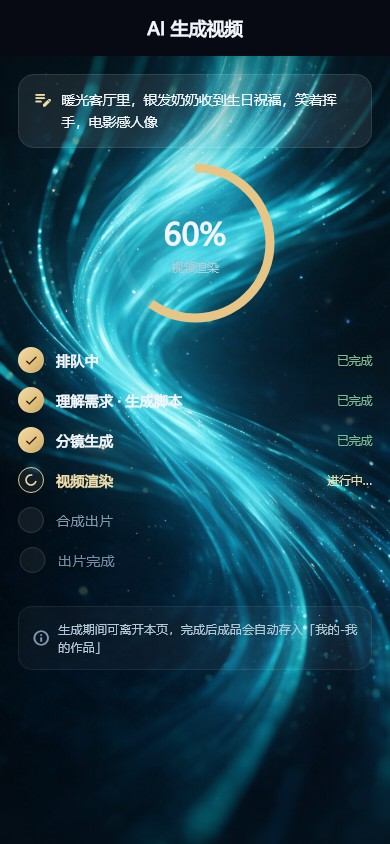 AI 生成视频
暖光客厅里，银发奶奶收到生日祝福，笑着挥
手，电影感人像
60%
视频渲染
排队中 已完成
理解需求 · 生成脚本 已完成
分镜生成 已完成
视频渲染 进行中...
合成出片
出片完成
生成期间可离开本页，完成后成品会自动存入「我的-我
的作品」